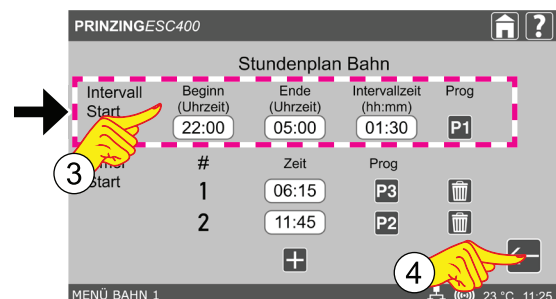 PRINZINGESC400
?
Stundenplan Bahn
Intervall Start Beginn (Uhrzeit) Ende (Uhrzeit) Intervallzeit (hh:mm) Prog
22:00 05:00 01:30 P1
3
Start # Zeit Prog
1 06:15 P3
2 11:45 P2
+
4
MENÜ BAHN 1 23 °C 11:25